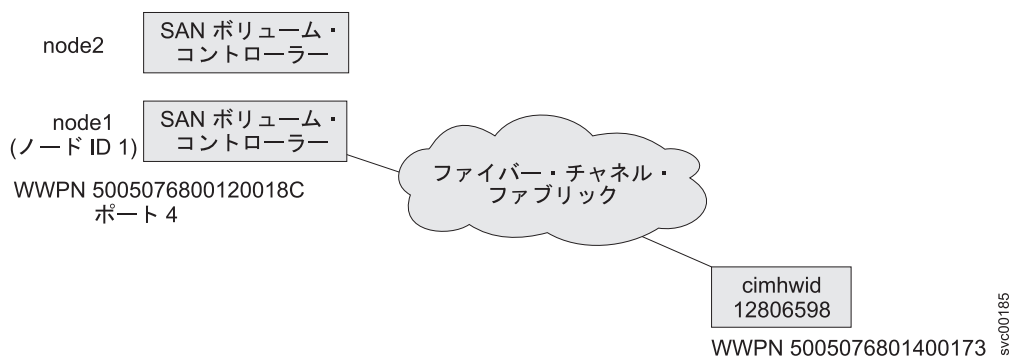 node2
SAN ボリューム・
コントローラー
node1
(ノード ID 1)
SAN ボリューム・
コントローラー
WWPN 5005076800120018C
ポート 4
ファイバー・チャネル・
ファブリック
cimhwid
12806598
WWPN 5005076801400173
svc00185